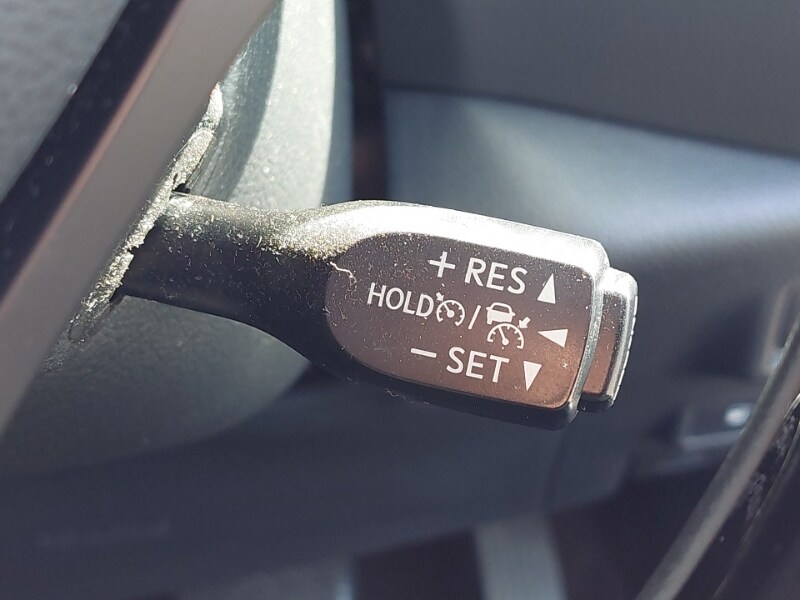 + RES ▲
HOLD / ◀
− SET ▼